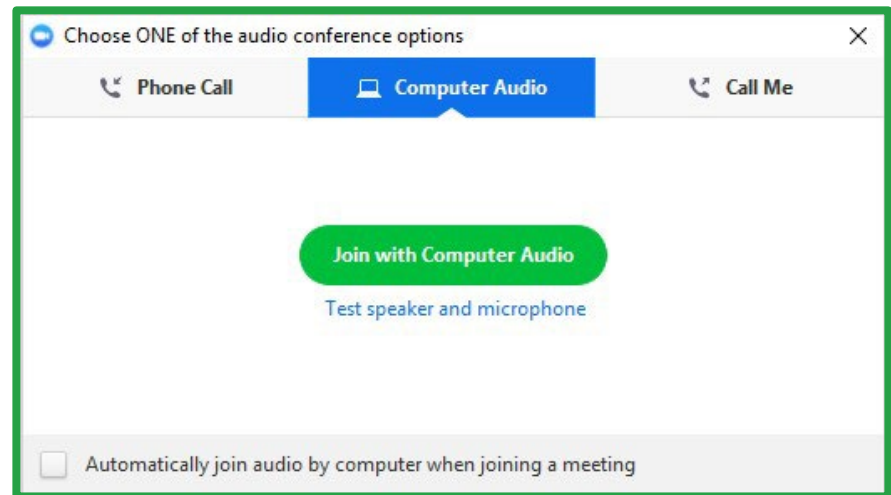 Choose ONE of the audio conference options
Phone Call
Computer Audio
Call Me
Join with Computer Audio
Test speaker and microphone
Automatically join audio by computer when joining a meeting